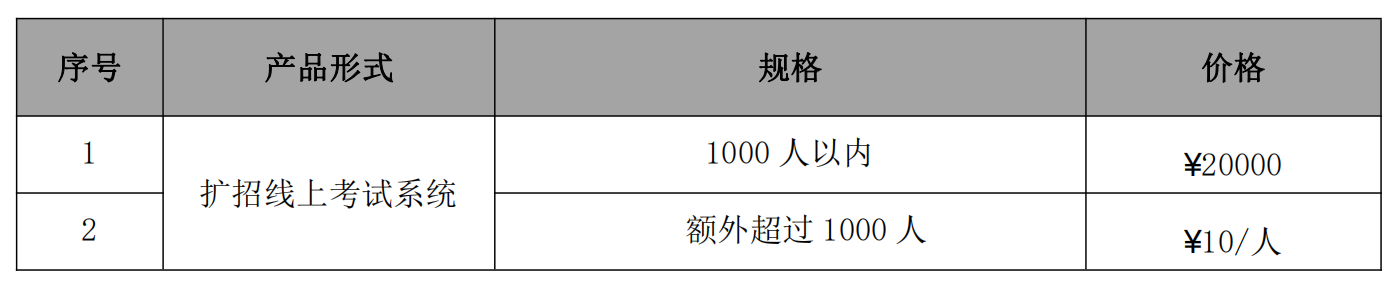 序号 产品形式 规格 价格
1 扩招线上考试系统 1000 人以内 ¥20000
2 额外超过 1000 人 ¥10/人